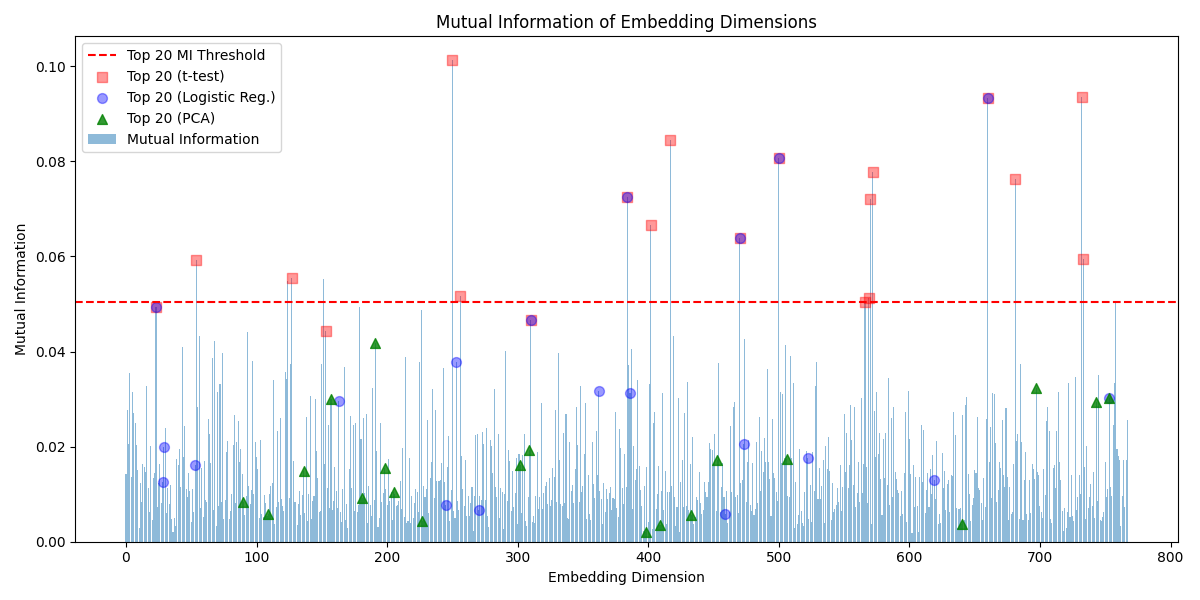 Mutual Information of Embedding Dimensions
Top 20 MI Threshold
Top 20 (t-test)
Top 20 (Logistic Reg.)
Top 20 (PCA)
Mutual Information
Mutual Information
0.10
0.08
0.06
0.04
0.02
0.00
0 100 200 300 400 500 600 700 800
Embedding Dimension